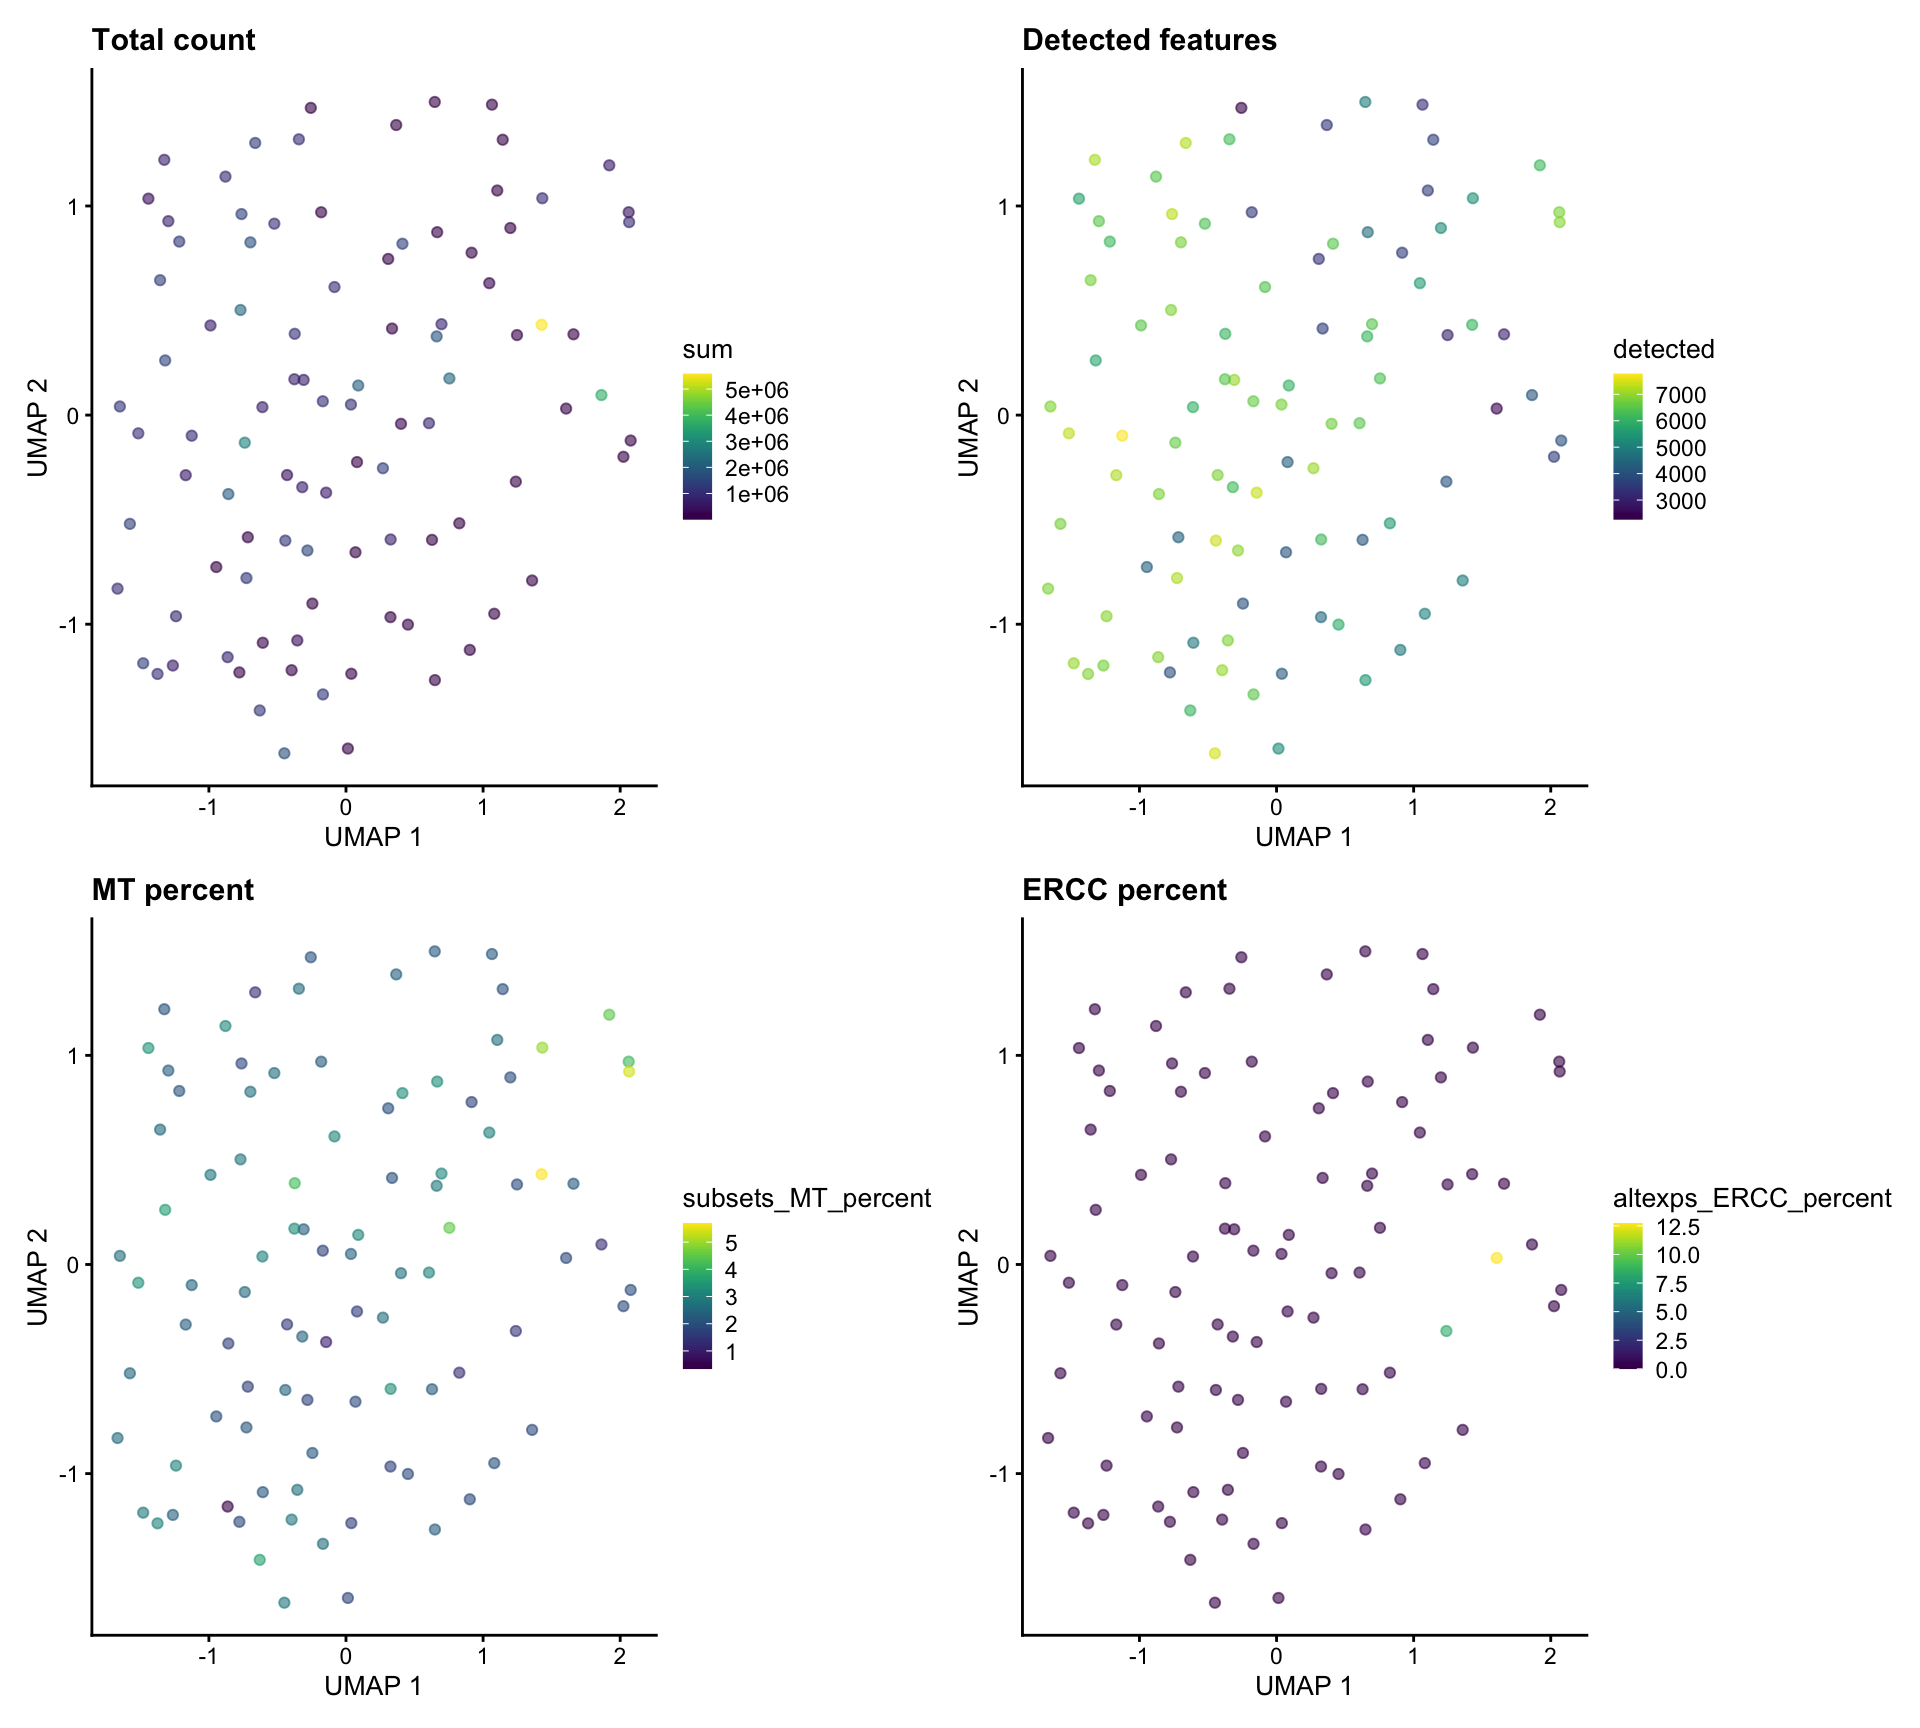 Total count
1
0
-1
UMAP 2
-1 0 1 2
UMAP 1
sum
5e+06
4e+06
3e+06
2e+06
1e+06
Detected features
1
0
-1
UMAP 2
-1 0 1 2
UMAP 1
detected
7000
6000
5000
4000
3000
MT percent
1
0
-1
UMAP 2
-1 0 1 2
UMAP 1
subsets_MT_percent
5
4
3
2
1
ERCC percent
1
0
-1
UMAP 2
-1 0 1 2
UMAP 1
altexps_ERCC_percent
12.5
10.0
7.5
5.0
2.5
0.0